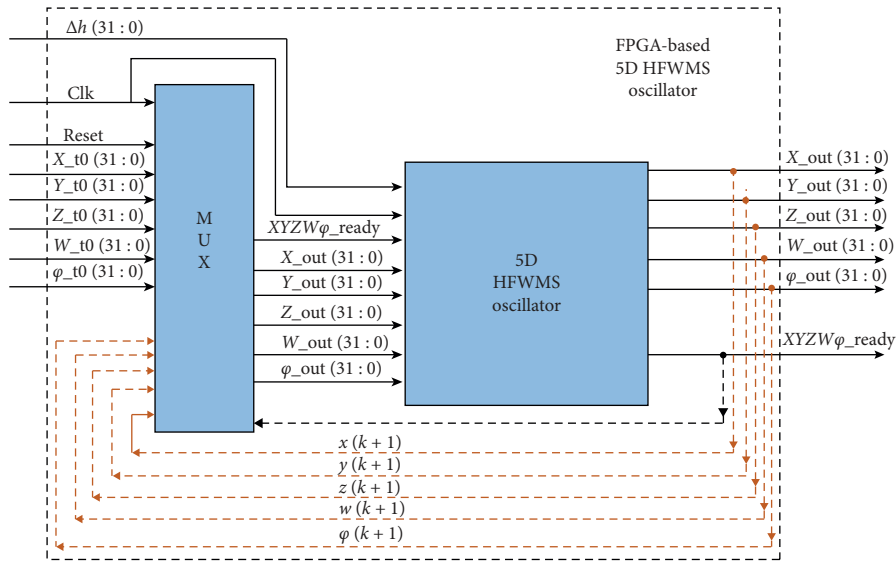 Δh (31 : 0)
FPGA-based
5D HFWMS
oscillator
Clk
Reset
X_t0 (31 : 0)
Y_t0 (31 : 0)
Z_t0 (31 : 0)
W_t0 (31 : 0)
φ_t0 (31 : 0)
M
U
X
XYZWφ_ready
X_out (31 : 0)
Y_out (31 : 0)
Z_out (31 : 0)
W_out (31 : 0)
φ_out (31 : 0)
5D
HFWMS
oscillator
X_out (31 : 0)
Y_out (31 : 0)
Z_out (31 : 0)
W_out (31 : 0)
φ_out (31 : 0)
XYZWφ_ready
x (k + 1)
y (k + 1)
z (k + 1)
w (k + 1)
φ (k + 1)